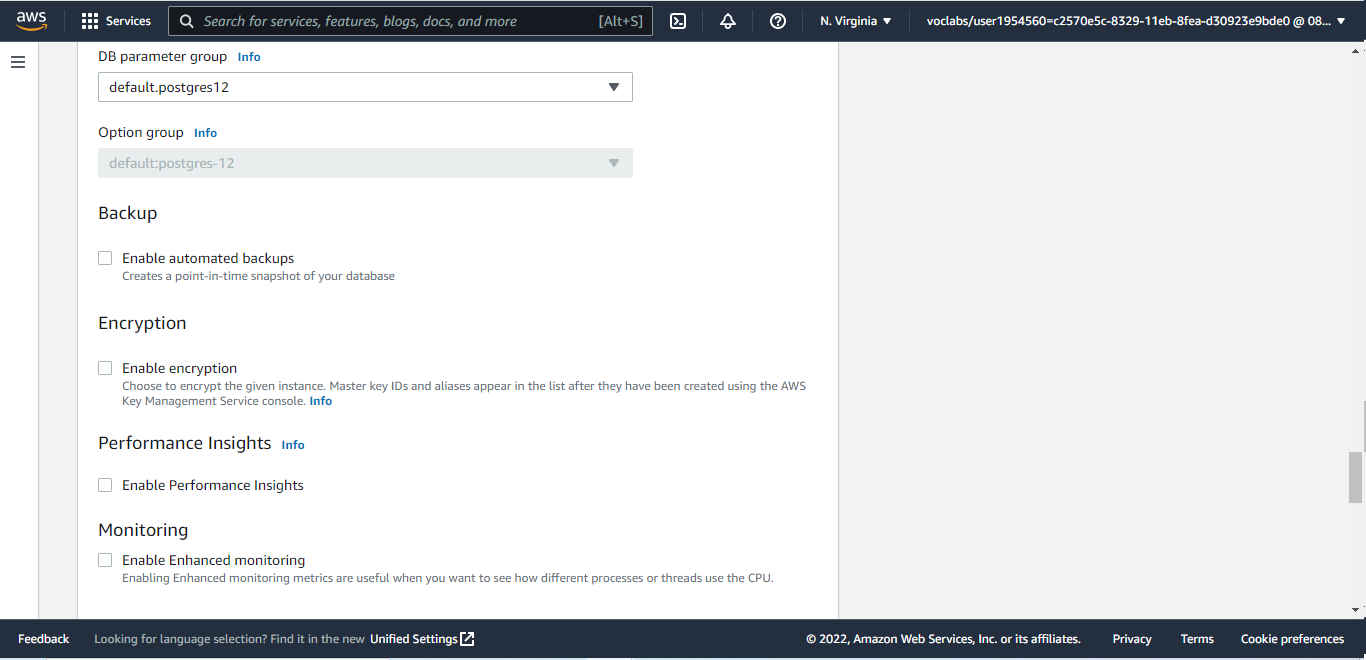 aws
Services
Search for services, features, blogs, docs, and more
[Alt+S]
N. Virginia
voclabs/user1954560=c2570e5c-8329-11eb-8fea-d30923e9bde0 @ 08...
DB parameter group Info
default.postgres12
Option group Info
default:postgres-12
Backup
Enable automated backups
Creates a point-in-time snapshot of your database
Encryption
Enable encryption
Choose to encrypt the given instance. Master key IDs and aliases appear in the list after they have been created using the AWS
Key Management Service console. Info
Performance Insights Info
Enable Performance Insights
Monitoring
Enable Enhanced monitoring
Enabling Enhanced monitoring metrics are useful when you want to see how different processes or threads use the CPU.
Feedback
Looking for language selection? Find it in the new Unified Settings
© 2022, Amazon Web Services, Inc. or its affiliates.
Privacy
Terms
Cookie preferences